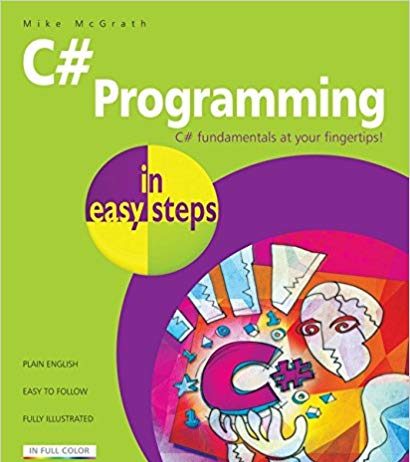 Mike McGrath
C#
Programming
C# fundamentals at your fingertips!
in
easy steps
C#
PLAIN ENGLISH
EASY TO FOLLOW
FULLY ILLUSTRATED
IN FULL COLOR